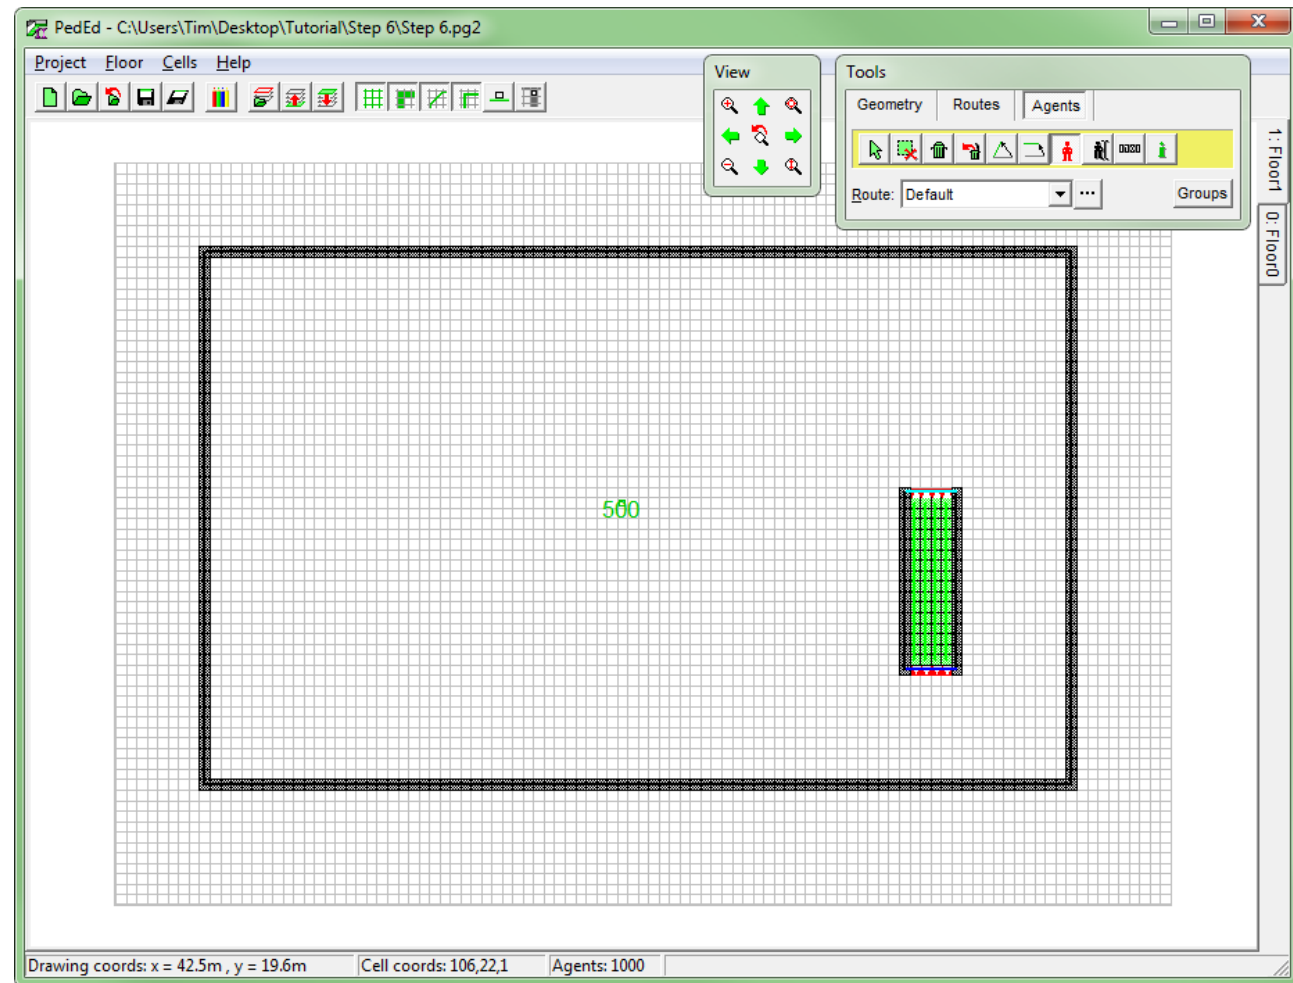 PedEd - C:\Users\Tim\Desktop\Tutorial\Step 6\Step 6.pg2
Project Floor Cells Help
View
Tools
Geometry Routes Agents
Route: Default ... Groups
1: Floor1
0: Floor0
500
Drawing coords: x = 42.5m , y = 19.6m Cell coords: 106,22,1 Agents: 1000